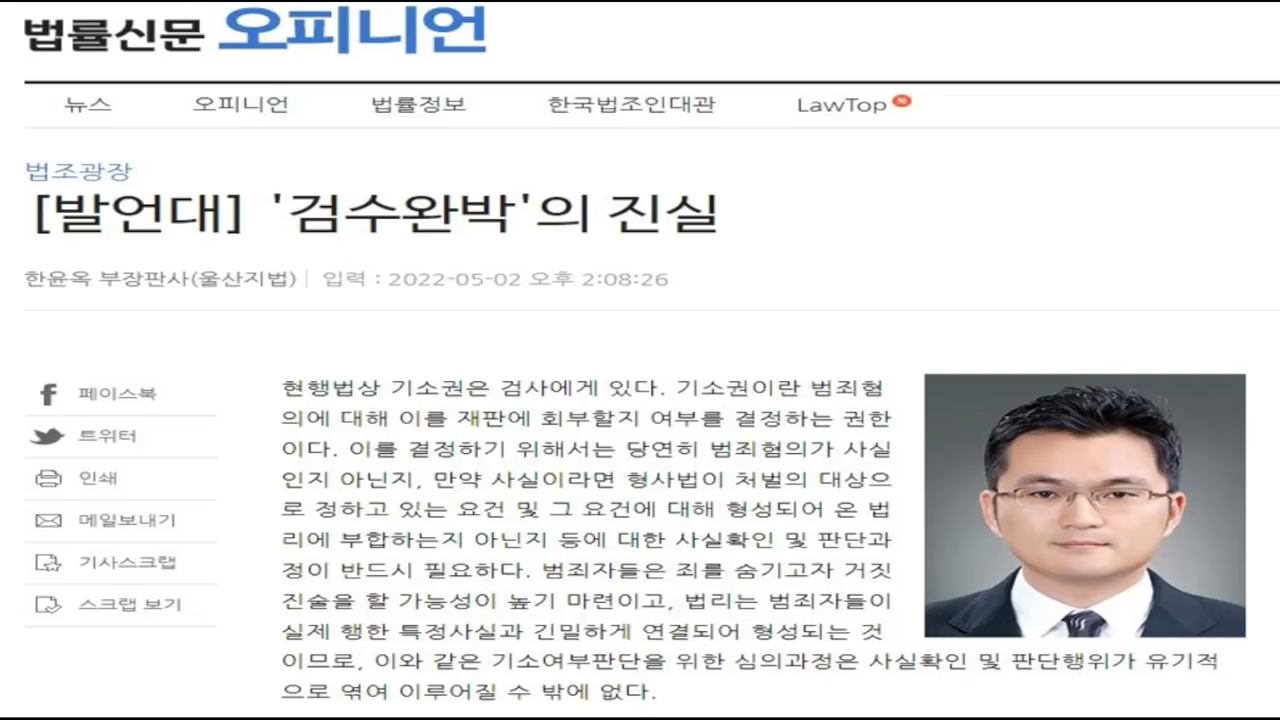 법률신문 오피니언
뉴스 오피니언 법률정보 한국법조인대관 LawTop N
법조광장
[발언대] '검수완박'의 진실
한윤옥 부장판사(울산지법) | 입력 : 2022-05-02 오후 2:08:26
페이스북
트위터
인쇄
메일보내기
기사스크랩
스크랩 보기
현행법상 기소권은 검사에게 있다. 기소권이란 범죄혐
의에 대해 이를 재판에 회부할지 여부를 결정하는 권한
이다. 이를 결정하기 위해서는 당연히 범죄혐의가 사실
인지 아닌지, 만약 사실이라면 형사법이 처벌의 대상으
로 정하고 있는 요건 및 그 요건에 대해 형성되어 온 법
리에 부합하는지 아닌지 등에 대한 사실확인 및 판단과
정이 반드시 필요하다. 범죄자들은 죄를 숨기고자 거짓
진술을 할 가능성이 높기 마련이고, 법리는 범죄자들이
실제 행한 특정사실과 긴밀하게 연결되어 형성되는 것
이므로, 이와 같은 기소여부판단을 위한 심의과정은 사실확인 및 판단행위가 유기적
으로 엮여 이루어질 수 밖에 없다.